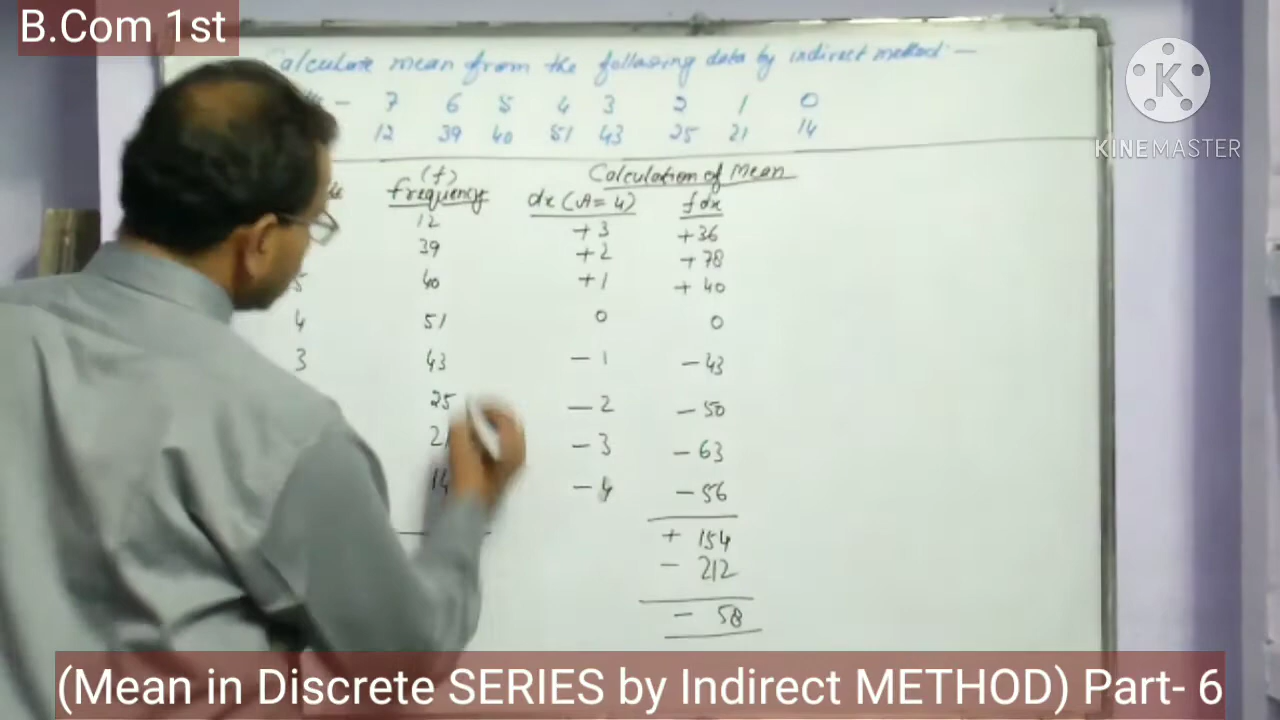 B.Com 1st
Calculate mean from the following data by indirect method:—
— 7 6 5 4 3 2 1 0
12 39 40 51 43 25 21 14
KINEMASTER
(f) Calculation of Mean
frequency dx (A=4) fdx
12 +3 +36
39 +2 +78
5 40 +1 +40
4 51 0 0
3 43 -1 -43
25 -2 -50
21 -3 -63
14 -4 -56
+ 154
- 212
- 58
(Mean in Discrete SERIES by Indirect METHOD) Part- 6